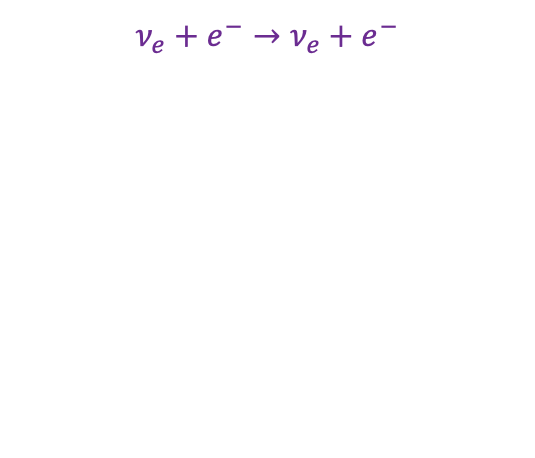 νₑ + e⁻ → νₑ + e⁻